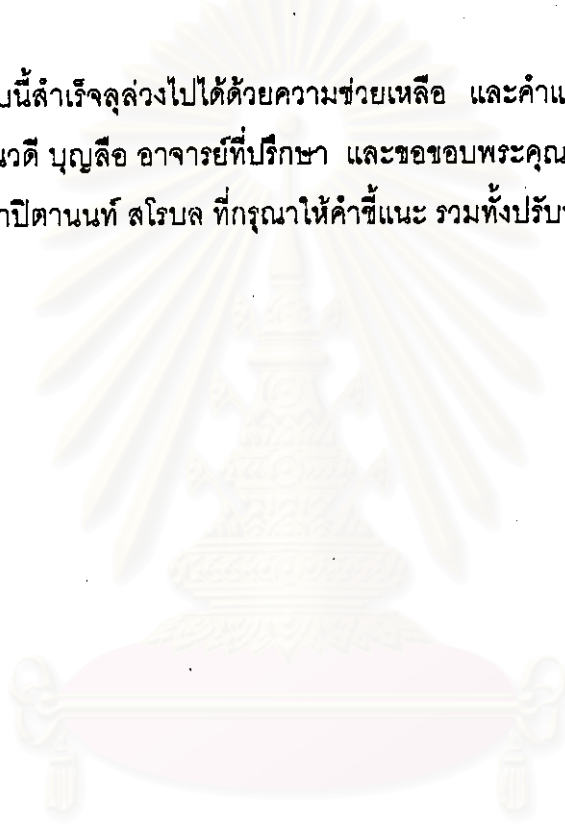 บนี้สำเร็จลุล่วงไปได้ด้วยความช่วยเหลือ และคำแ
นวดี บุญลือ อาจารย์ที่ปรึกษา และขอขอบพระคุณ
าปิตานนท์ สโรบล ที่กรุณาให้คำชี้แนะ รวมทั้งปรับ